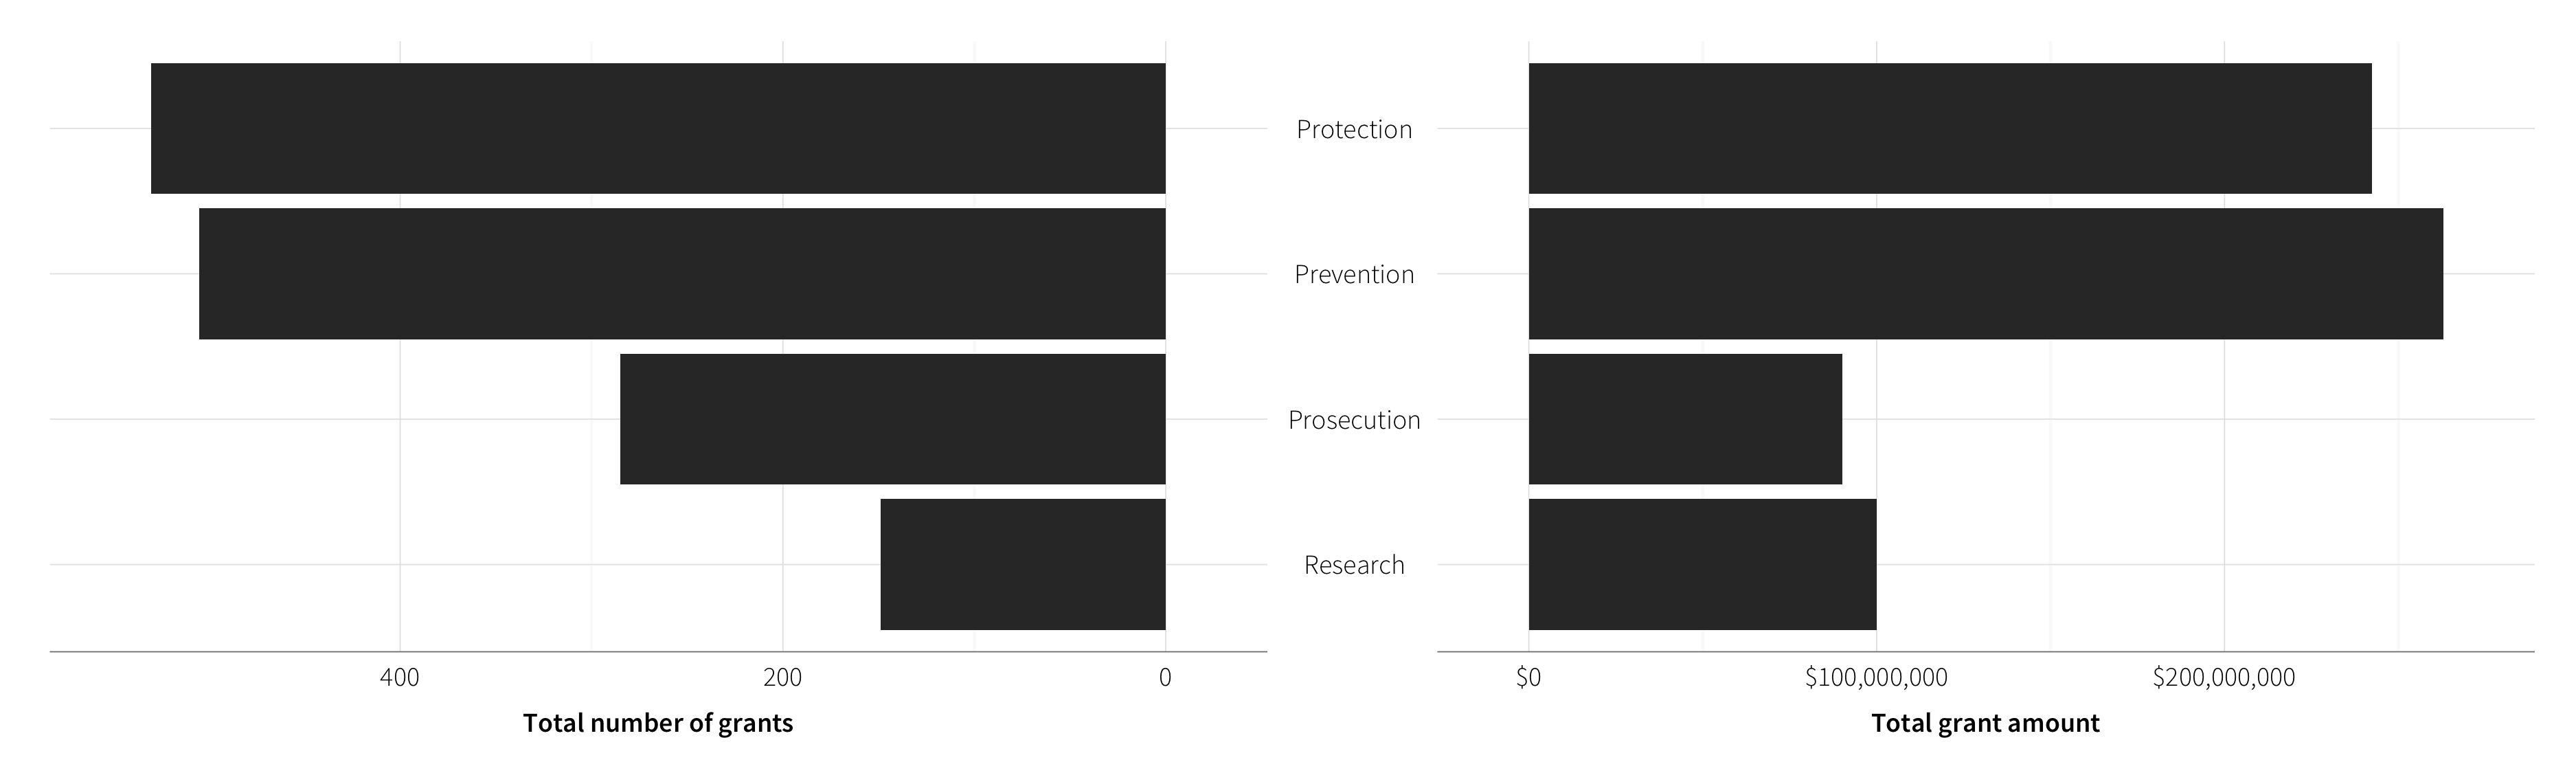 Protection
Prevention
Prosecution
Research
400 200 0
Total number of grants
$0 $100,000,000 $200,000,000
Total grant amount